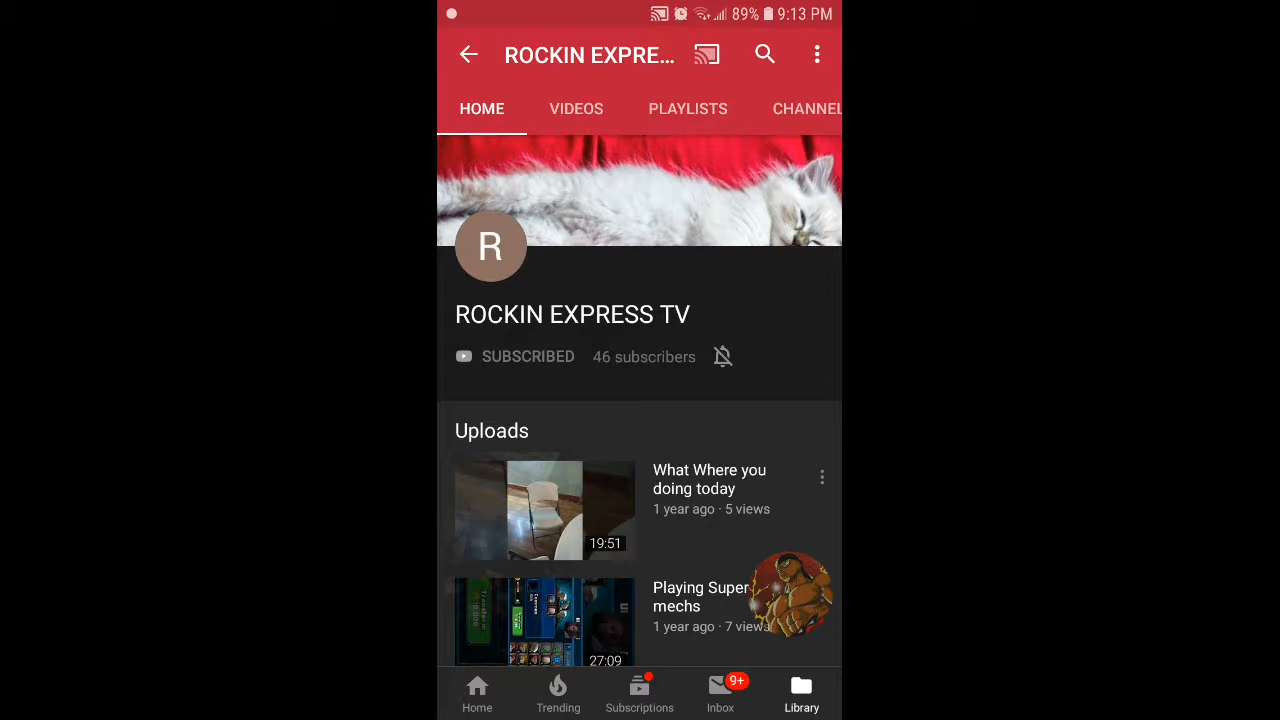 89% 9:13 PM
ROCKIN EXPRE...
HOME VIDEOS PLAYLISTS CHANNEL
R
ROCKIN EXPRESS TV
SUBSCRIBED 46 subscribers
Uploads
What Where you
doing today
1 year ago · 5 views
19:51
Playing Super
mechs
1 year ago · 7 views
27:09
9+
Home Trending Subscriptions Inbox Library